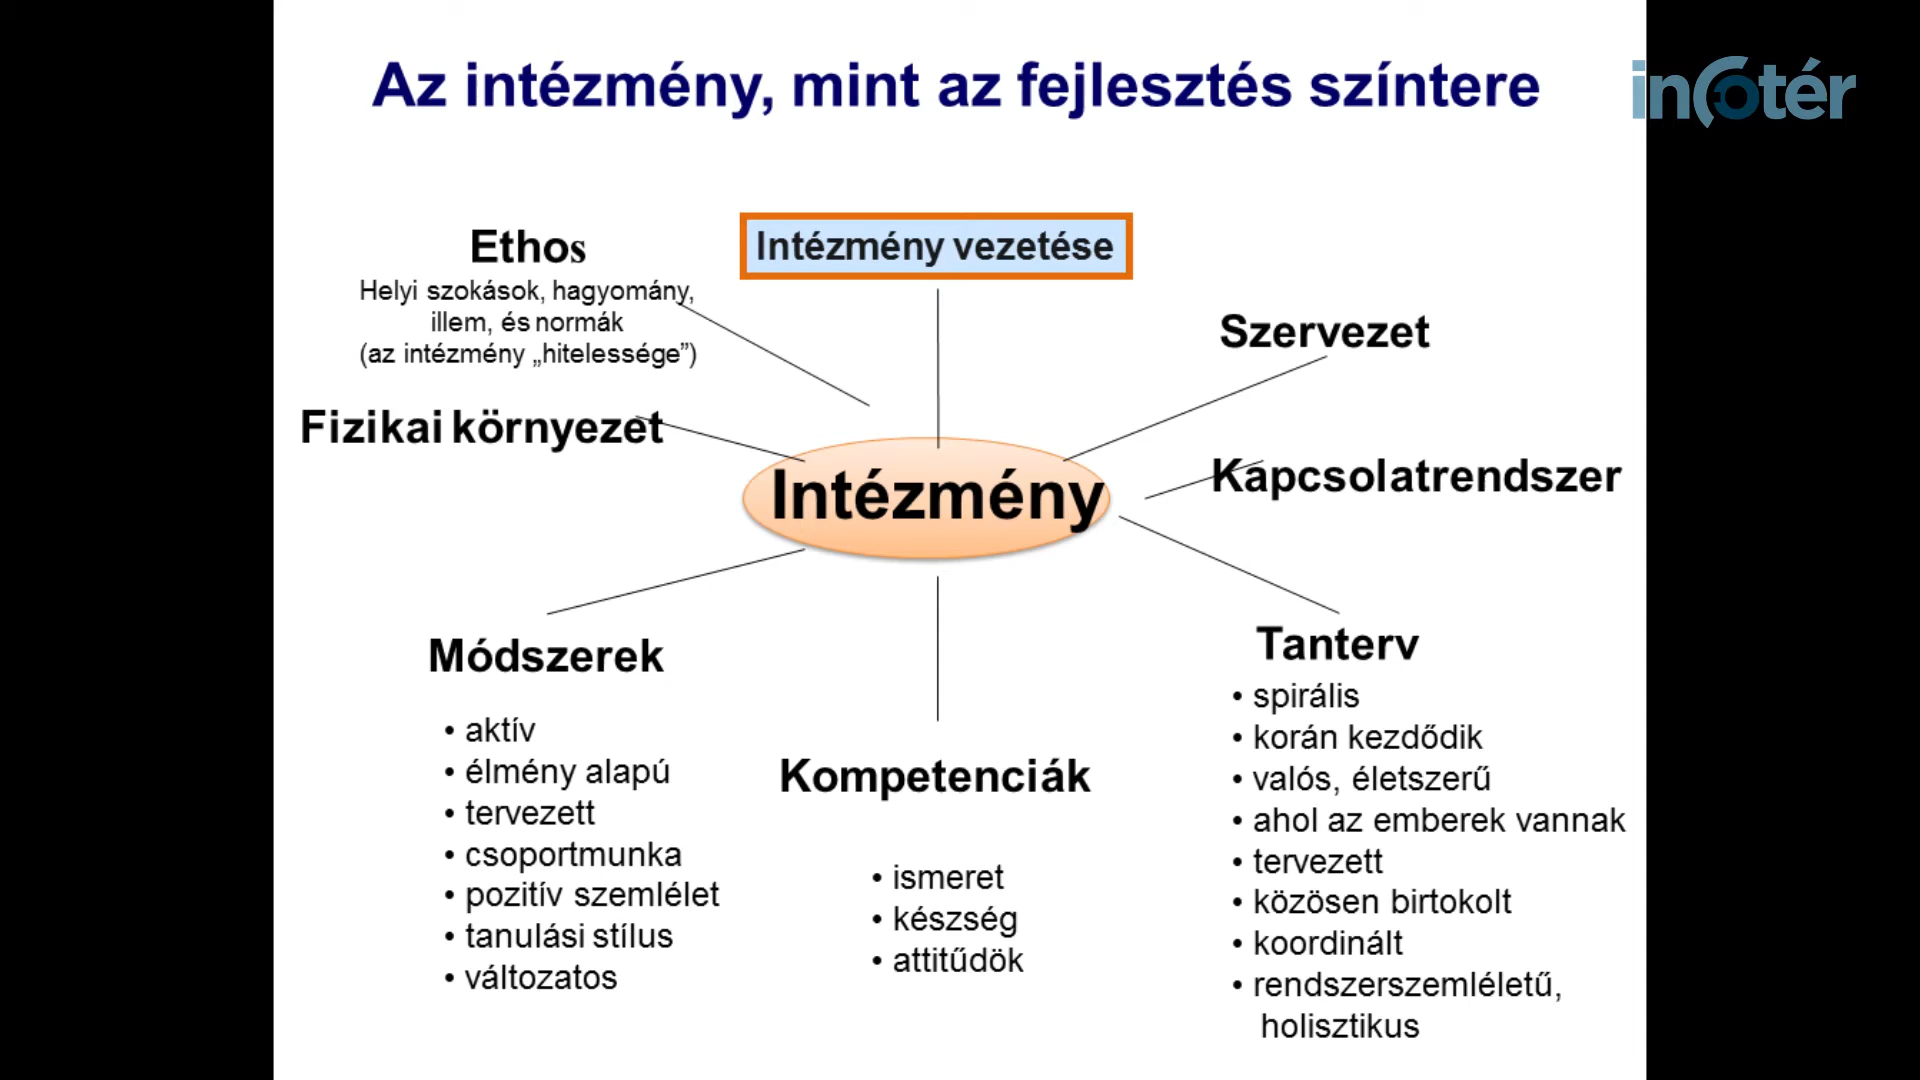 Az intézmény, mint az fejlesztés színtere
infotér
Ethos
Helyi szokások, hagyomány,
illem, és normák
(az intézmény „hitelessége”)
Intézmény vezetése
Szervezet
Fizikai környezet
Kapcsolatrendszer
Intézmény
Módszerek
• aktív
• élmény alapú
• tervezett
• csoportmunka
• pozitív szemlélet
• tanulási stílus
• változatos
Kompetenciák
• ismeret
• készség
• attitűdök
Tanterv
• spirális
• korán kezdődik
• valós, életszerű
• ahol az emberek vannak
• tervezett
• közösen birtokolt
• koordinált
• rendszerszemléletű,
holisztikus